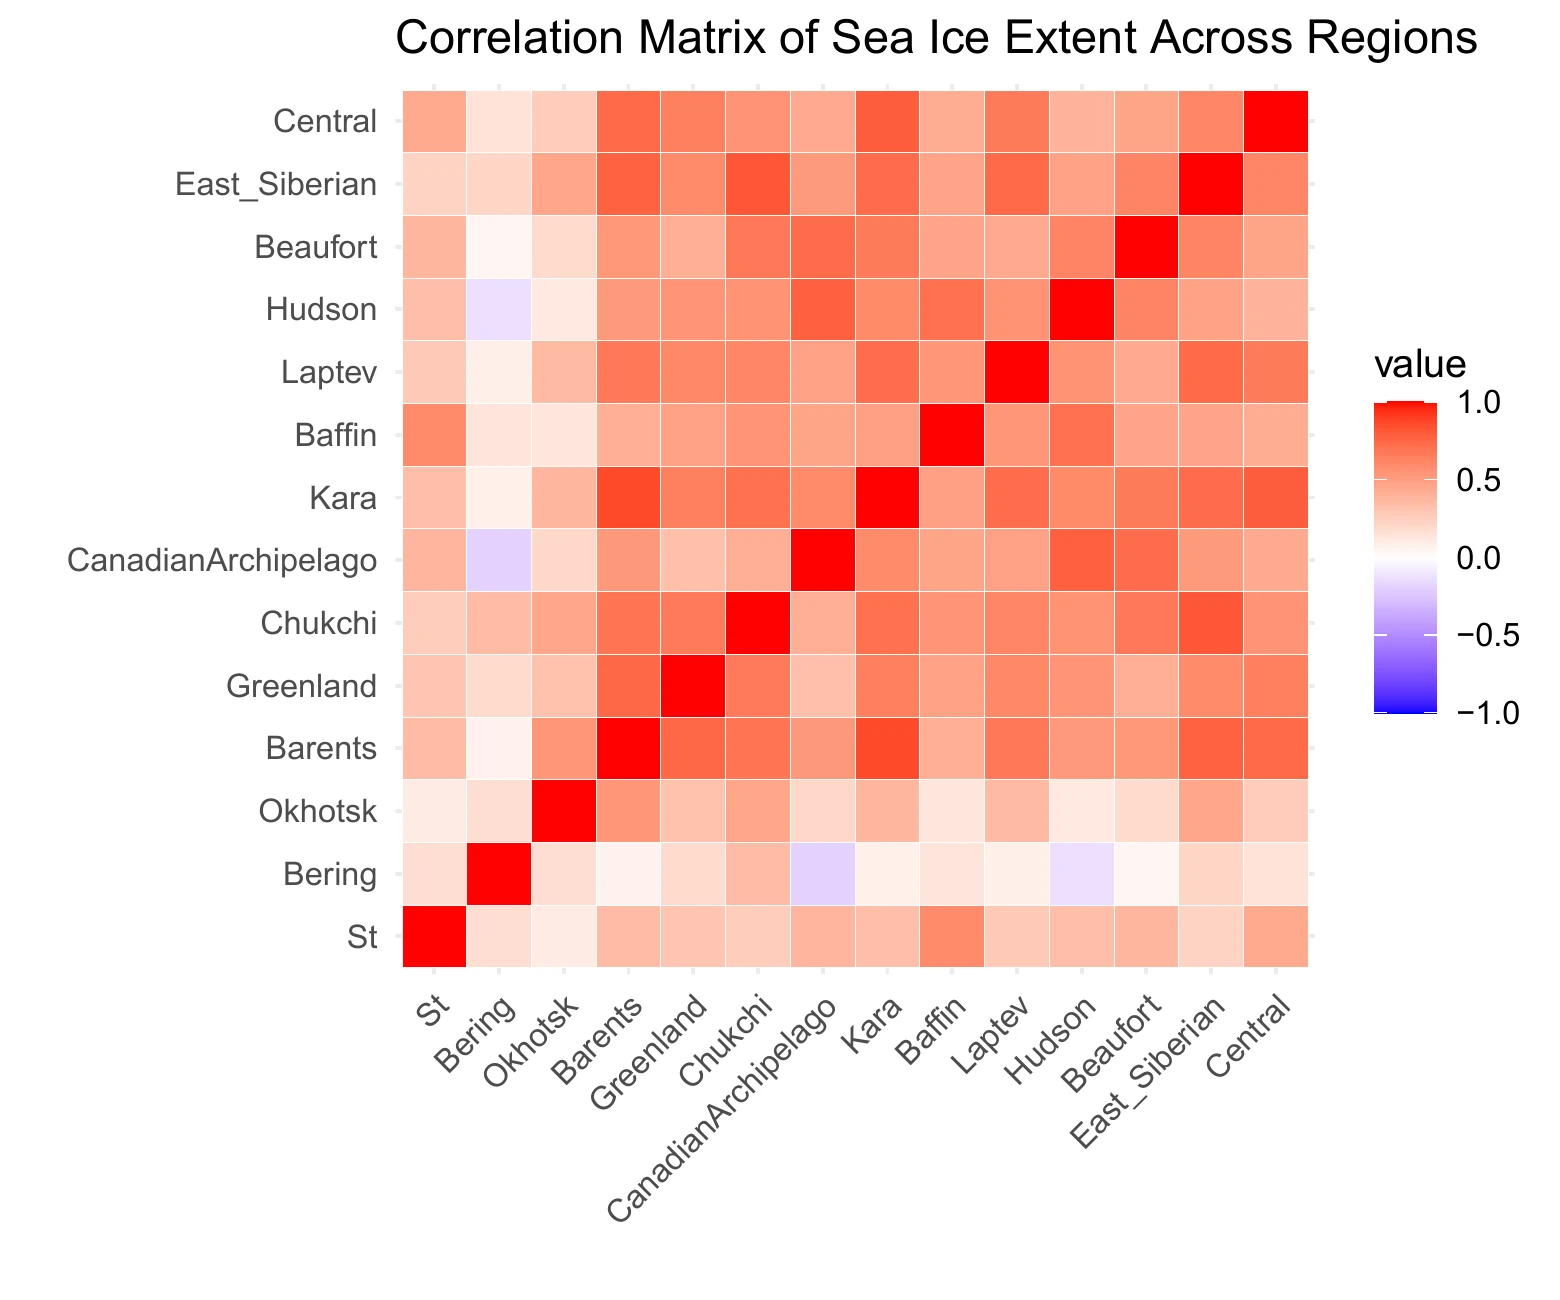 Correlation Matrix of Sea Ice Extent Across Regions
Central
East_Siberian
Beaufort
Hudson
Laptev
Baffin
Kara
CanadianArchipelago
Chukchi
Greenland
Barents
Okhotsk
Bering
St
St
Bering
Okhotsk
Barents
Greenland
Chukchi
CanadianArchipelago
Kara
Baffin
Laptev
Hudson
Beaufort
East_Siberian
Central
value
1.0
0.5
0.0
−0.5
−1.0